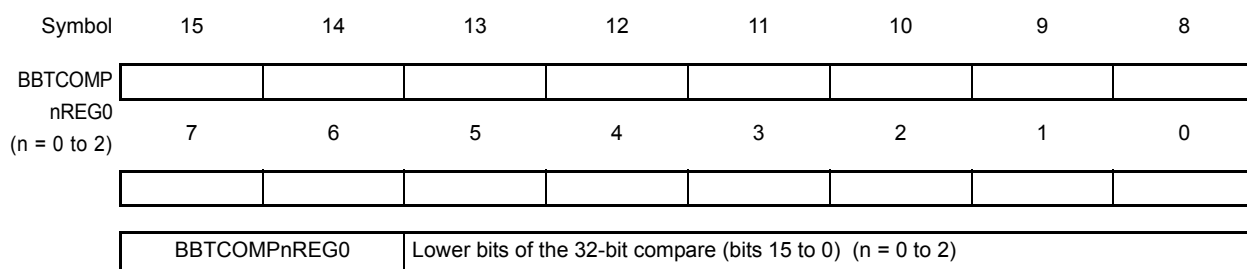 Symbol 15 14 13 12 11 10 9 8
BBTCOMP
nREG0
(n = 0 to 2)
7 6 5 4 3 2 1 0
BBTCOMPnREG0 Lower bits of the 32-bit compare (bits 15 to 0) (n = 0 to 2)